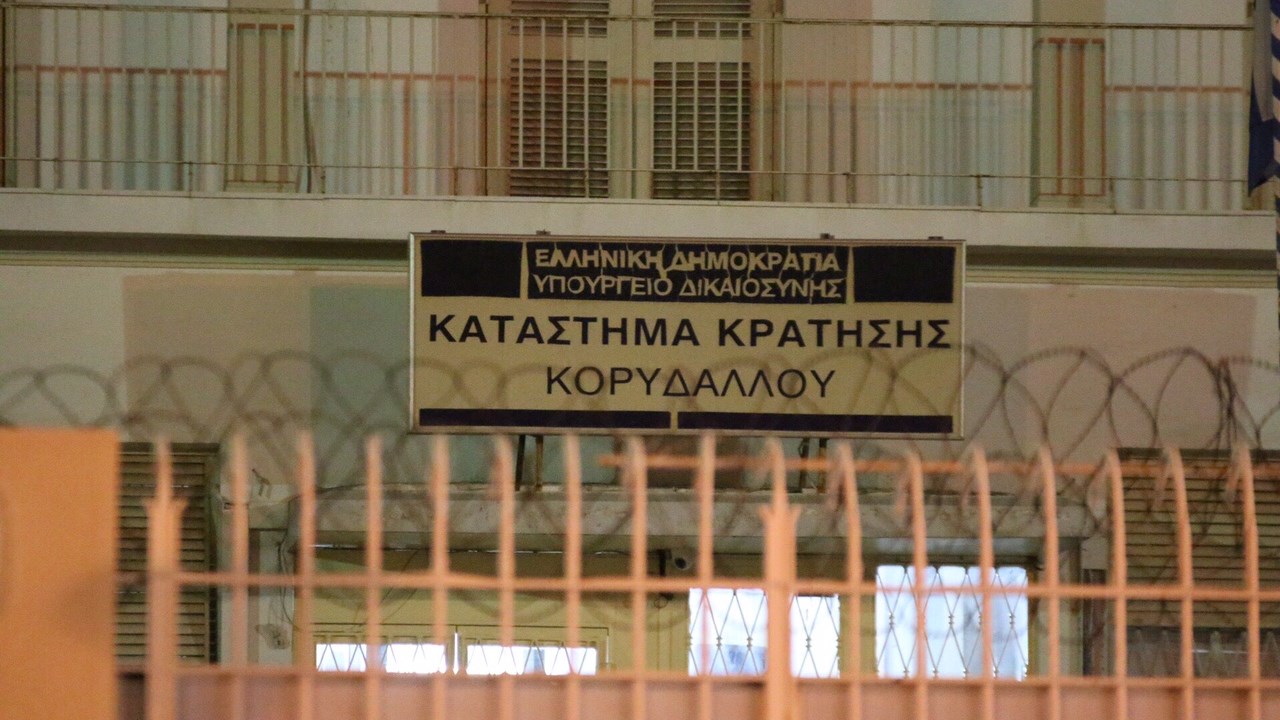 ΕΛΛΗΝΙΚΗ ΔΗΜΟΚΡΑΤΙΑ
ΥΠΟΥΡΓΕΙΟ ΔΙΚΑΙΟΣΥΝΗΣ
ΚΑΤΑΣΤΗΜΑ ΚΡΑΤΗΣΗΣ
ΚΟΡΥΔΑΛΛΟΥ